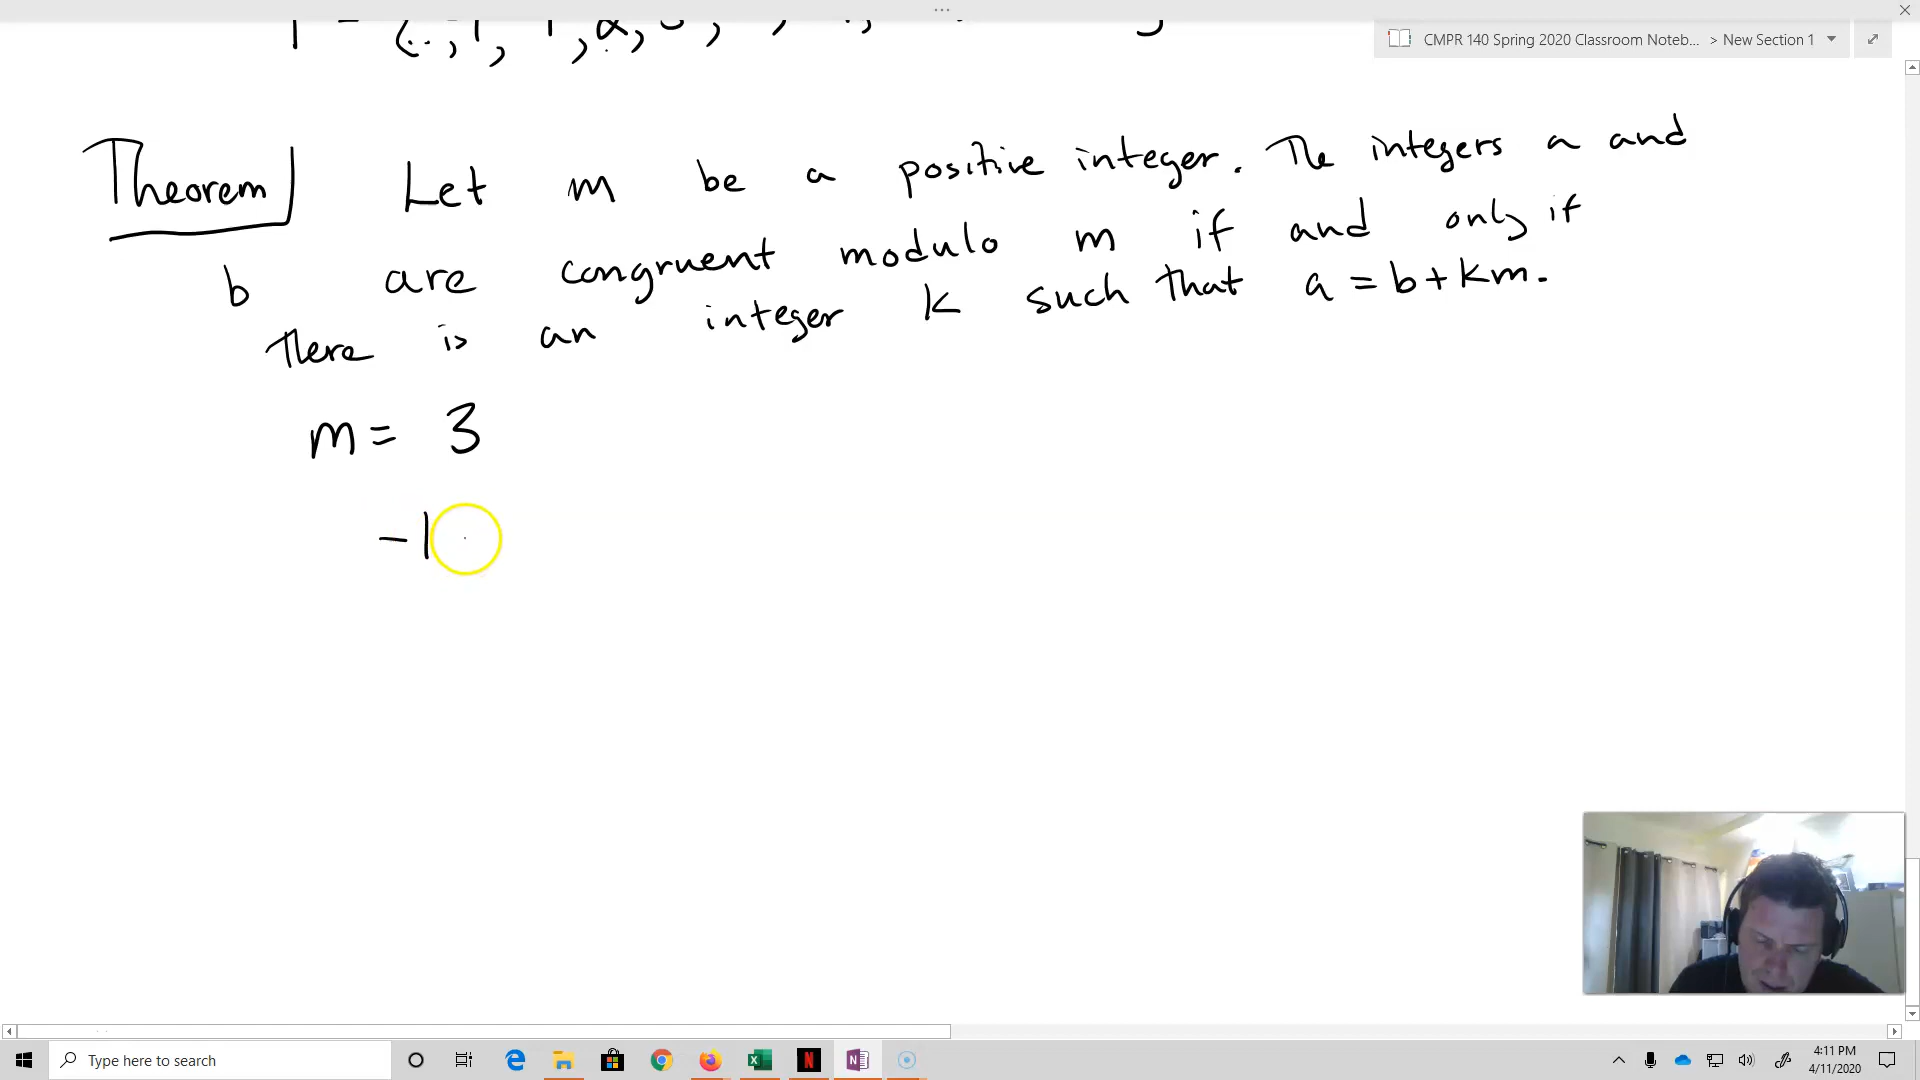 CMPR 140 Spring 2020 Classroom Noteb... > New Section 1
Theorem Let m be a positive integer. The integers a and
b are congruent modulo m if and only if
There is an integer k such that a = b + km.
m = 3
-1
Type here to search
4:11 PM
4/11/2020